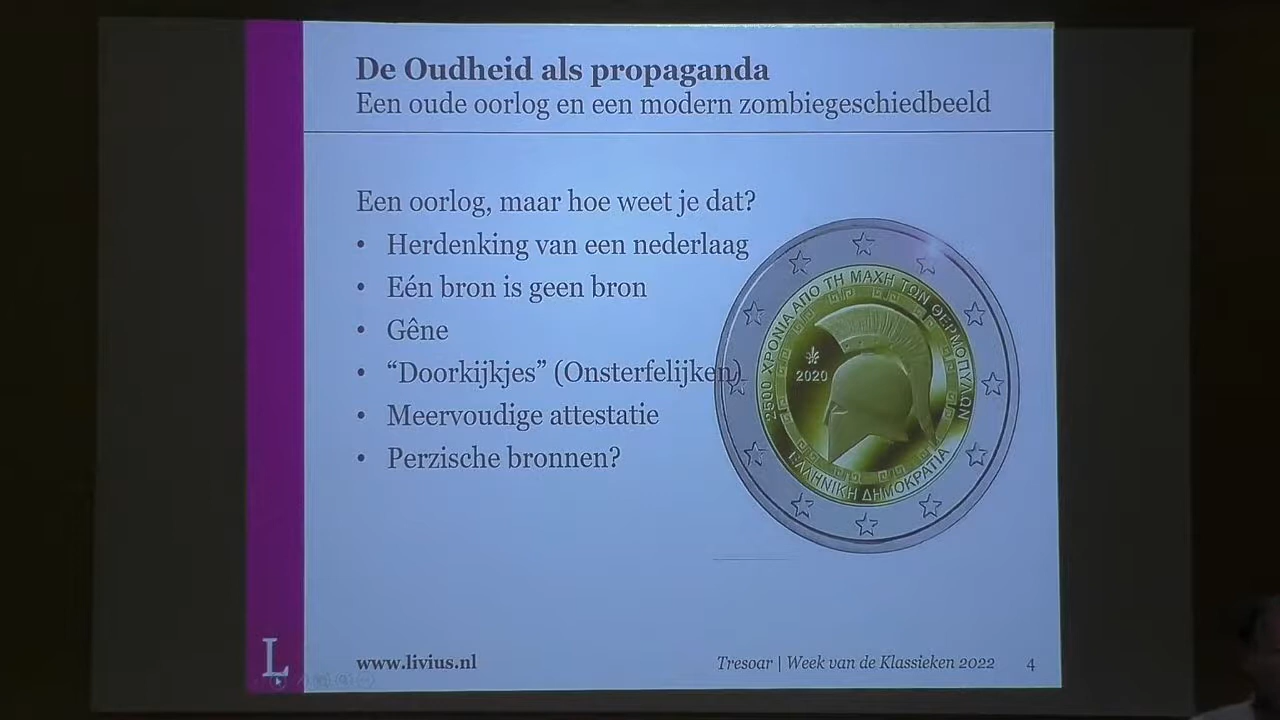 De Oudheid als propaganda
Een oude oorlog en een modern zombiegeschiedbeeld
Een oorlog, maar hoe weet je dat?
• Herdenking van een nederlaag
• Eén bron is geen bron
• Gêne
• “Doorkijkjes” (Onsterfelijken)
• Meervoudige attestatie
• Perzische bronnen?
2500 ΧΡΟΝΙΑ ΑΠΟ ΤΗ ΜΑΧΗ ΤΩΝ ΘΕΡΜΟΠΥΛΩΝ
2020
ΕΛΛΗΝΙΚΗ ΔΗΜΟΚΡΑΤΙΑ
L
www.livius.nl
Tresoar | Week van de Klassieken 2022
4